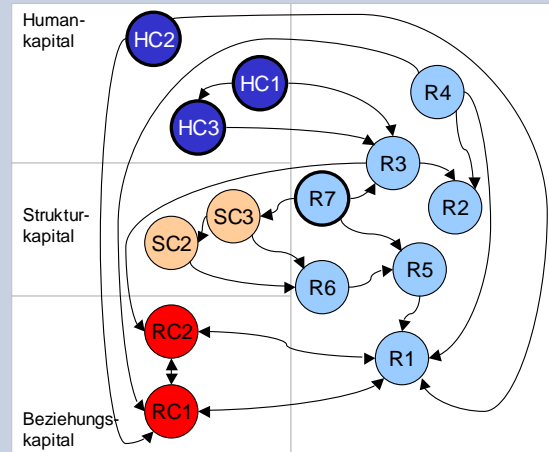 Human-
kapital
HC2
HC1
R4
HC3
R3
R7
R2
Struktur-
kapital
SC3
SC2
R5
R6
RC2
R1
RC1
Beziehungs-
kapital